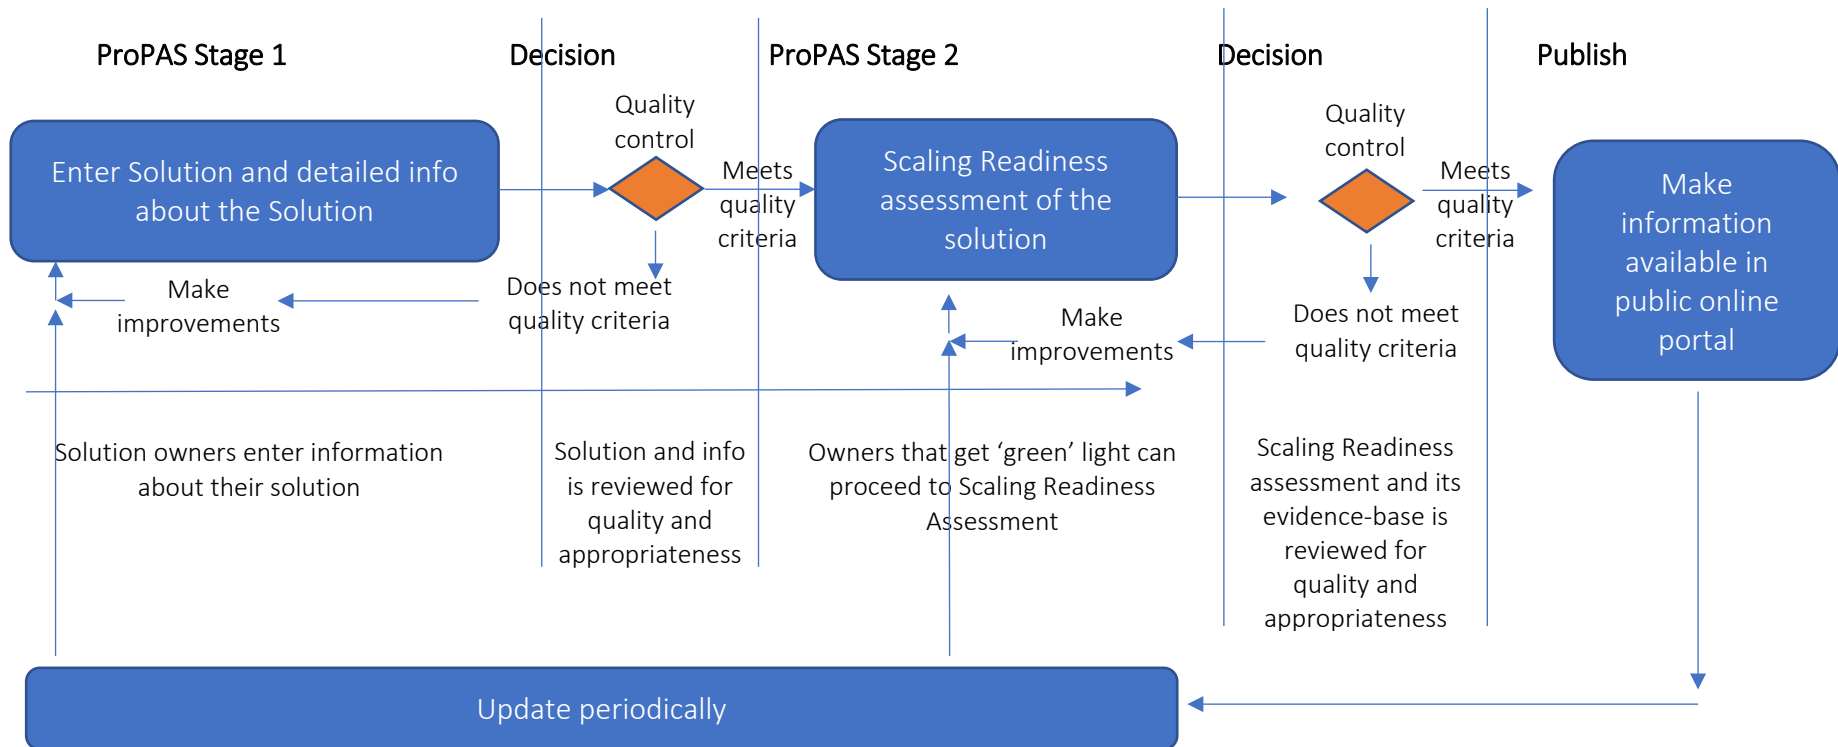 ProPAS Stage 1
Decision
ProPAS Stage 2
Decision
Publish
Enter Solution and detailed info
about the Solution
Quality
control
Meets
quality
criteria
Does not meet
quality criteria
Make
improvements
Scaling Readiness
assessment of the
solution
Quality
control
Meets
quality
criteria
Does not meet
quality criteria
Make
improvements
Make
information
available in
public online
portal
Solution owners enter information
about their solution
Solution and info
is reviewed for
quality and
appropriateness
Owners that get ‘green’ light can
proceed to Scaling Readiness
Assessment
Scaling Readiness
assessment and its
evidence-base is
reviewed for
quality and
appropriateness
Update periodically